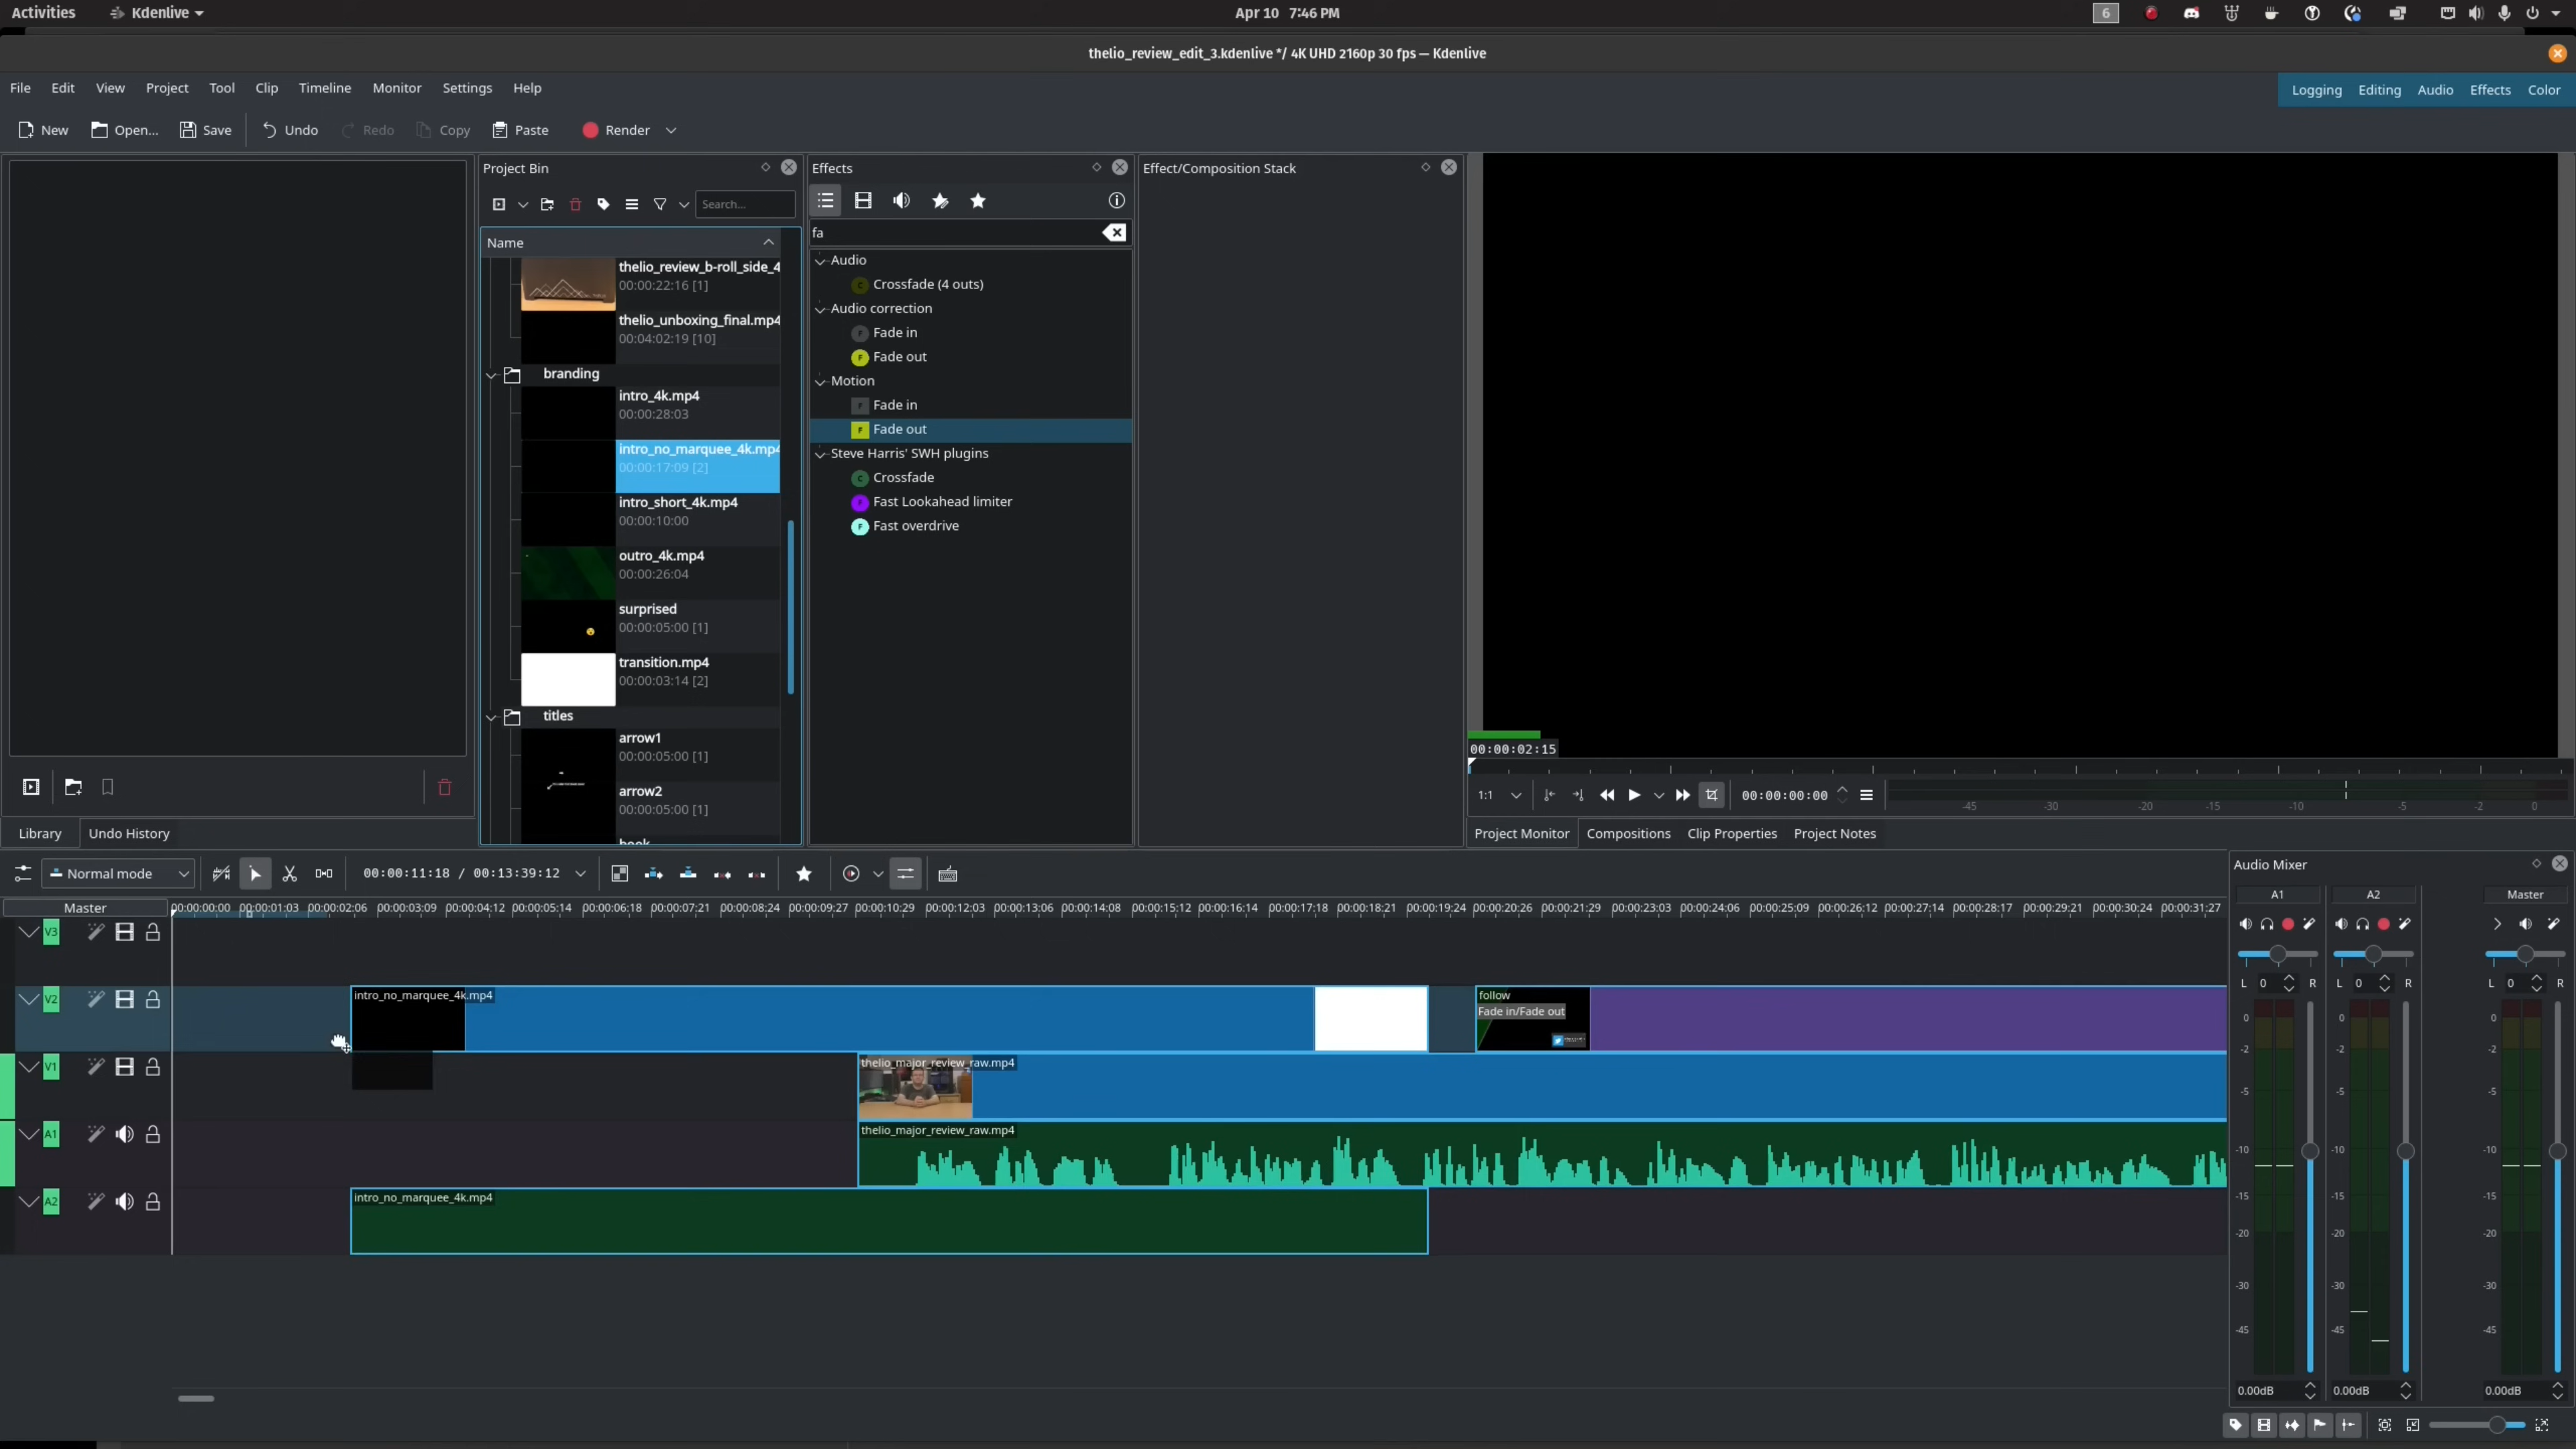 Activities Kdenlive Apr 10 7:46 PM 6
thelio_review_edit_3.kdenlive */ 4K UHD 2160p 30 fps — Kdenlive
File Edit View Project Tool Clip Timeline Monitor Settings Help Logging Editing Audio Effects Color
New Open... Save Undo Redo Copy Paste Render
Project Bin
Search...
Name
thelio_review_b-roll_side_4
00:00:22:16 [1]
thelio_unboxing_final.mp4
00:04:02:19 [10]
branding
intro_4k.mp4
00:00:28:03
intro_no_marquee_4k.mp4
00:00:17:09 [2]
intro_short_4k.mp4
00:00:10:00
outro_4k.mp4
00:00:26:04
surprised
00:00:05:00 [1]
transition.mp4
00:00:03:14 [2]
titles
arrow1
00:00:05:00 [1]
arrow2
00:00:05:00 [1]
Effects
fa
Audio
Crossfade (4 outs)
Audio correction
Fade in
Fade out
Motion
Fade in
Fade out
Steve Harris' SWH plugins
Crossfade
Fast Lookahead limiter
Fast overdrive
Effect/Composition Stack
00:00:02:15
1:1 00:00:00:00 -45 -30 -20 -15 -10 -5 -2 0
Library Undo History
Project Monitor Compositions Clip Properties Project Notes
Normal mode 00:00:11:18 / 00:13:39:12
Master 00:00:00:00 00:00:01:03 00:00:02:06 00:00:03:09 00:00:04:12 00:00:05:14 00:00:06:18 00:00:07:21 00:00:08:24 00:00:09:27 00:00:10:29 00:00:12:03 00:00:13:06 00:00:14:08 00:00:15:12 00:00:16:14 00:00:17:18 00:00:18:21 00:00:19:24 00:00:20:26 00:00:21:29 00:00:23:03 00:00:24:06 00:00:25:09 00:00:26:12 00:00:27:14 00:00:28:17 00:00:29:21 00:00:30:24 00:00:31:27
V3
V2 intro_no_marquee_4k.mp4 follow
Fade in/Fade out
V1 thelio_major_review_raw.mp4
A1 thelio_major_review_raw.mp4
A2 intro_no_marquee_4k.mp4
Audio Mixer
A1 A2 Master
L 0 R L 0 R L 0 R
0 0 0
-2 -2 -2
-5 -5 -5
-10 -10 -10
-15 -15 -15
-20 -20 -20
-30 -30 -30
-45 -45 -45
0.00dB 0.00dB 0.00dB